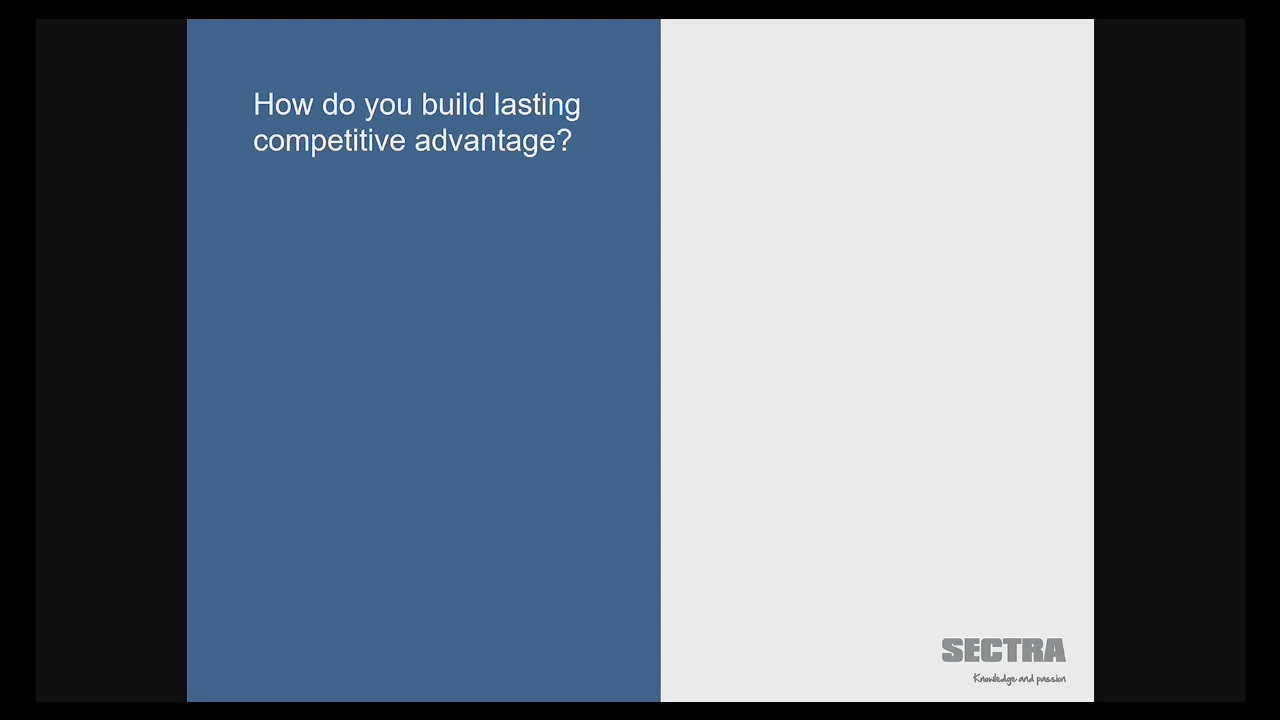 How do you build lasting
competitive advantage?
SECTRA
Knowledge and passion